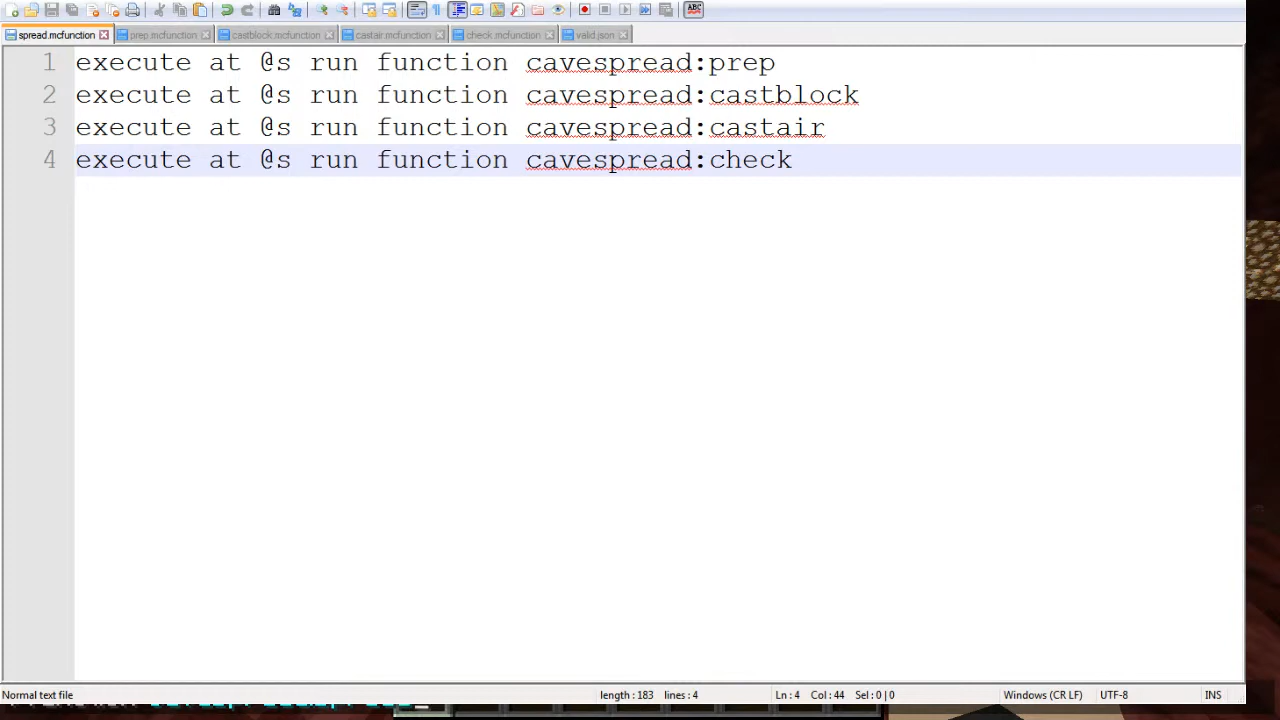 spread.mcfunction prep.mcfunction castblock.mcfunction castair.mcfunction check.mcfunction valid.json
1 execute at @s run function cavespread:prep
2 execute at @s run function cavespread:castblock
3 execute at @s run function cavespread:castair
4 execute at @s run function cavespread:check
Normal text file length : 183 lines : 4 Ln : 4 Col : 44 Sel : 0 | 0 Windows (CR LF) UTF-8 INS